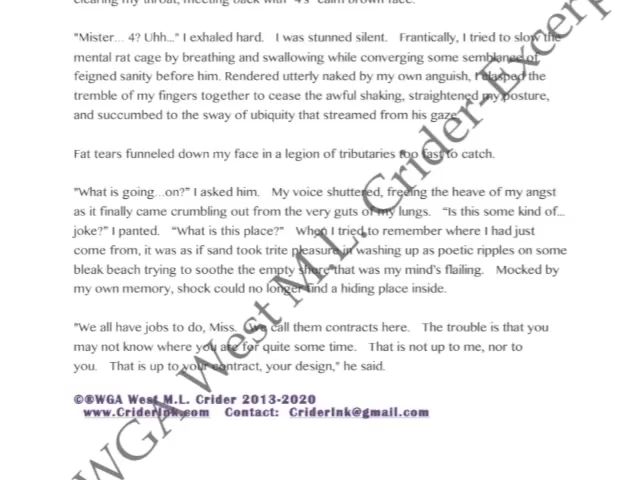 clearing my throat, meeting back with "4's" calm brown face.
"Mister... 4? Uhh..." I exhaled hard. I was stunned silent. Frantically, I tried to slow the
mental rat cage by breathing and swallowing while converging some semblance of
feigned sanity before him. Rendered utterly naked by my own anguish, I clasped the
tremble of my fingers together to cease the awful shaking, straightened my posture,
and succumbed to the sway of ubiquity that streamed from his gaze.
Fat tears funneled down my face in a legion of tributaries too fast to catch.
"What is going...on?" I asked him. My voice shuttered, freeing the heave of my angst
as it finally came crumbling out from the very guts of my lungs. "Is this some kind of...
joke?" I panted. "What is this place?" When I tried to remember where I had just
come from, it was as if sand took trite pleasure in washing up as poetic ripples on some
bleak beach trying to soothe the empty shore that was my mind's flailing. Mocked by
my own memory, shock could no longer find a hiding place inside.
"We all have jobs to do, Miss. We call them contracts here. The trouble is that you
may not know where you are for quite some time. That is not up to me, nor to
you. That is up to your contract, your design," he said.
©®WGA West M.L. Crider 2013-2020
www.CriderInk.com Contact: CriderInk@gmail.com
WGA West M.L. Crider-Excerp